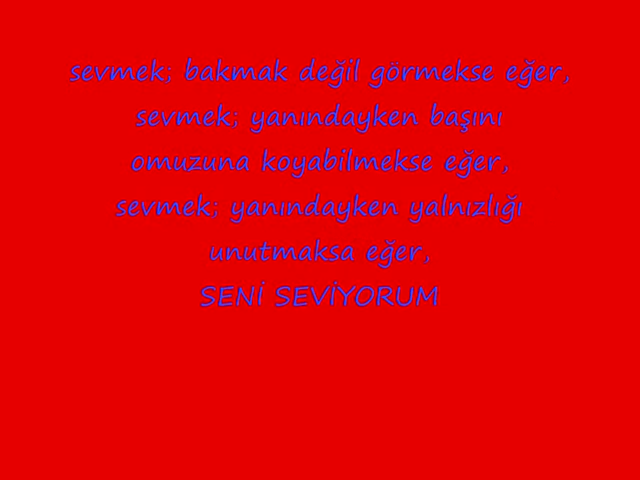 sevmek; bakmak değil görmekse eğer,
sevmek; yanındayken başını
omuzuna koyabilmekse eğer,
sevmek; yanındayken yalnızlığı
unutmaksa eğer,
SENİ SEVİYORUM